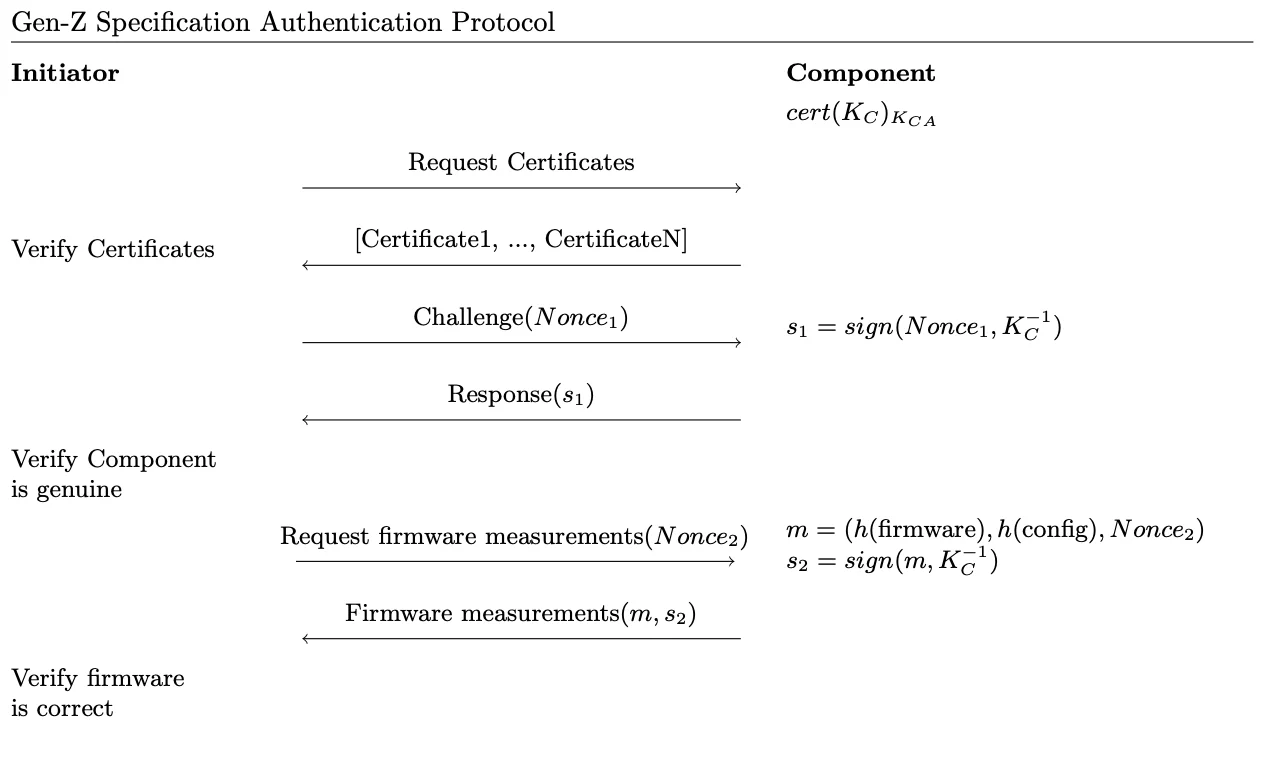 Gen-Z Specification Authentication Protocol
Initiator
Component
cert(K_C)_{K_{CA}}
Request Certificates
Verify Certificates
[Certificate1, ..., CertificateN]
Challenge(Nonce₁)
s₁ = sign(Nonce₁, K_C^{-1})
Response(s₁)
Verify Component
is genuine
Request firmware measurements(Nonce₂)
m = (h(firmware), h(config), Nonce₂)
s₂ = sign(m, K_C^{-1})
Firmware measurements(m, s₂)
Verify firmware
is correct